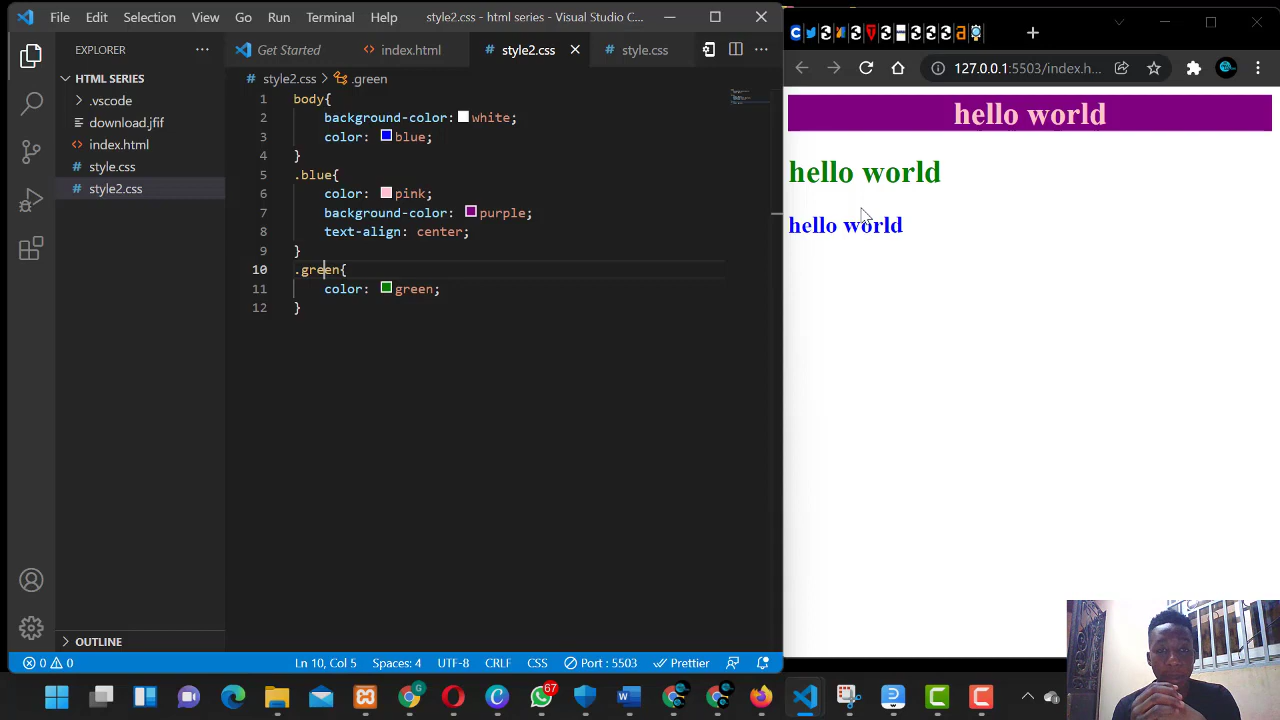 File Edit Selection View Go Run Terminal Help style2.css - html series - Visual Studio C...
EXPLORER
Get Started index.html style2.css style.css
HTML SERIES
.vscode
download.jfif
index.html
style.css
style2.css
OUTLINE
style2.css > .green
1 body{
2 background-color: white;
3 color: blue;
4 }
5 .blue{
6 color: pink;
7 background-color: purple;
8 text-align: center;
9 }
10 .green{
11 color: green;
12 }
0 0 Ln 10, Col 5 Spaces: 4 UTF-8 CRLF CSS Port : 5503 Prettier
127.0.0.1:5503/index.h...
hello world
hello world
hello world
67